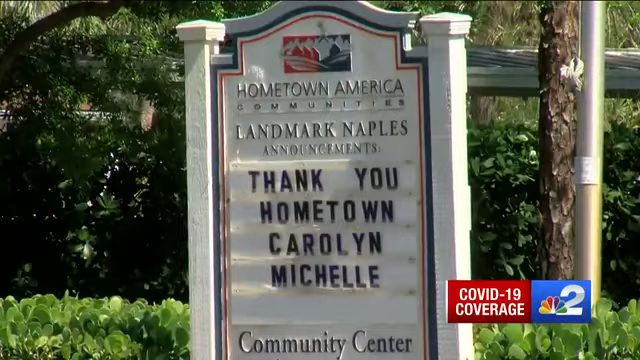 HOMETOWN AMERICA
COMMUNITIES
LANDMARK NAPLES
ANNOUNCEMENTS:
THANK YOU
HOMETOWN
CAROLYN
MICHELLE
Community Center
COVID-19
COVERAGE
2